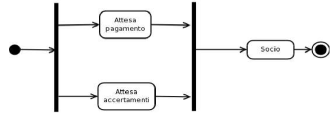 Attesa
pagamento
Socio
Attesa
accertamenti